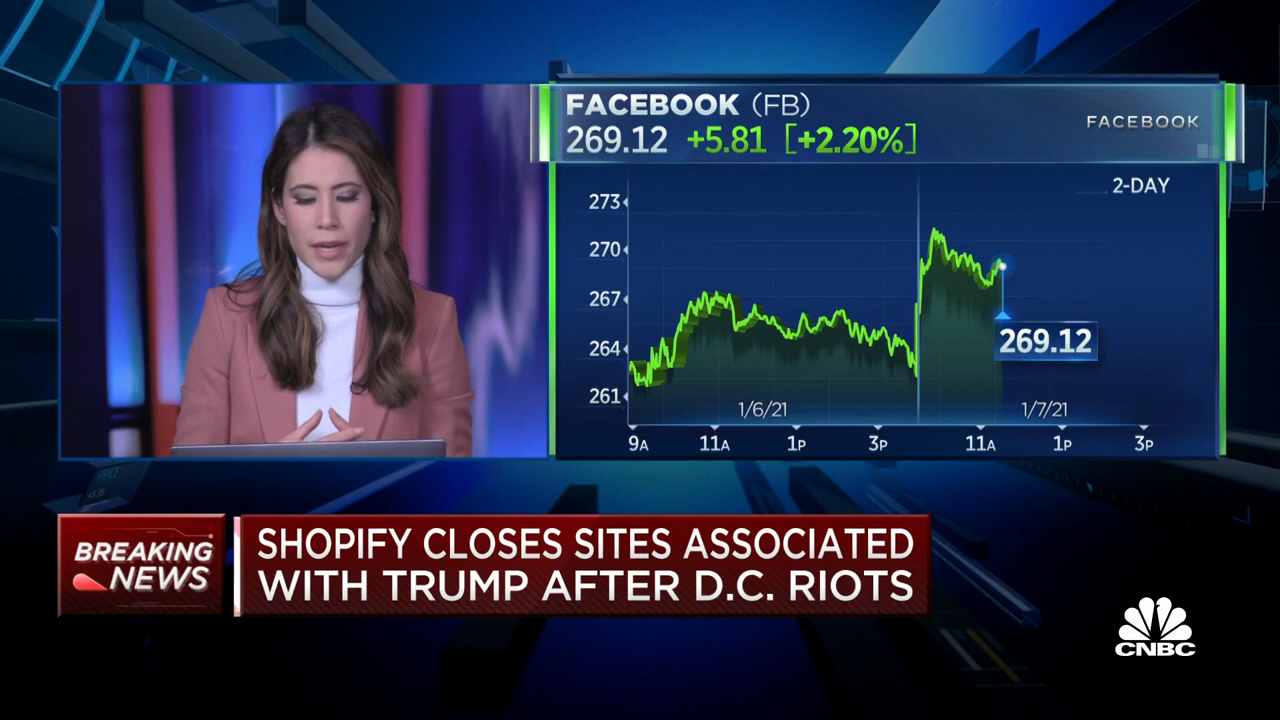 FACEBOOK (FB)
269.12 +5.81 [+2.20%]
FACEBOOK
2-DAY
273
270
267
264
261
269.12
1/6/21
1/7/21
9A 11A 1P 3P 11A 1P 3P
BREAKING
NEWS
SHOPIFY CLOSES SITES ASSOCIATED
WITH TRUMP AFTER D.C. RIOTS
CNBC